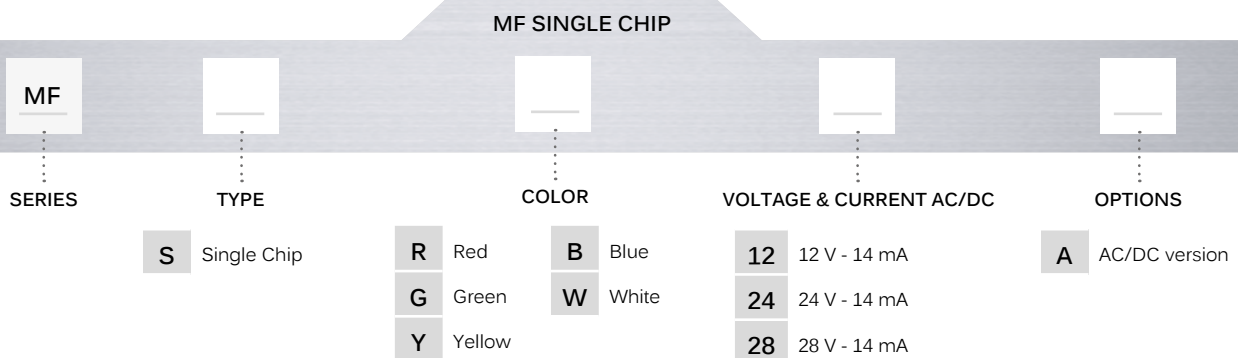 MF SINGLE CHIP
MF
SERIES TYPE COLOR VOLTAGE & CURRENT AC/DC OPTIONS
S Single Chip R Red B Blue 12 12 V - 14 mA A AC/DC version
G Green W White 24 24 V - 14 mA
Y Yellow 28 28 V - 14 mA